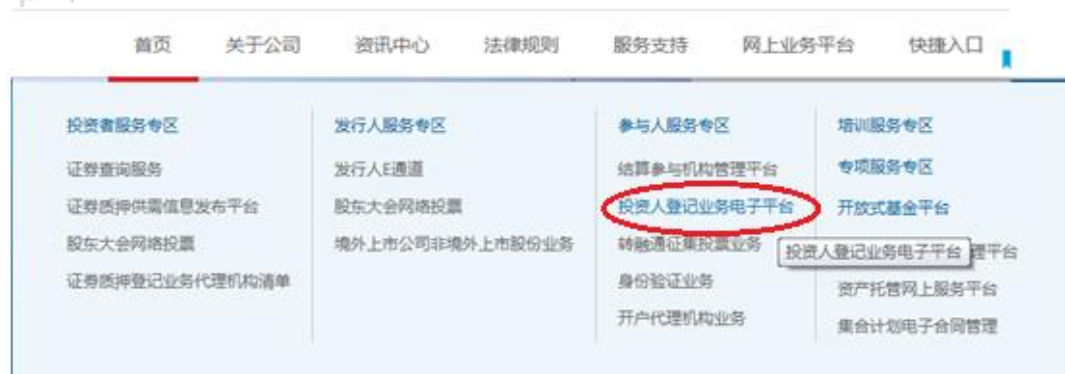 首页 关于公司 资讯中心 法律规则 服务支持 网上业务平台 快捷入口
投资者服务专区
证券查询服务
证券质押供需信息发布平台
股东大会网络投票
证券质押登记业务代理机构清单
发行人服务专区
发行人E通道
股东大会网络投票
境外上市公司非境外上市股份业务
参与人服务专区
结算参与机构管理平台
投资人登记业务电子平台
转融通征集投票业务
身份验证业务
开户代理机构业务
培训服务专区
专项服务专区
开放式基金平台
投资人登记业务电子平台
理平台
资产托管网上服务平台
集合计划电子合同管理